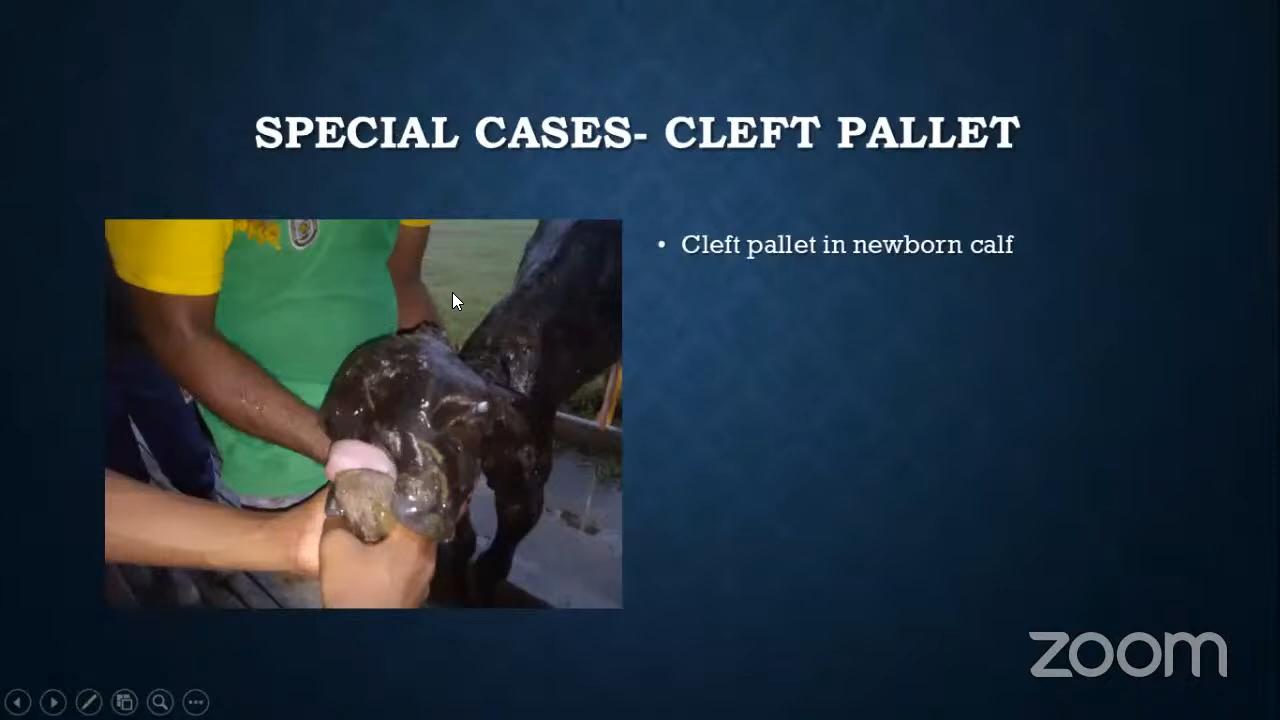 SPECIAL CASES- CLEFT PALLET
• Cleft pallet in newborn calf
zoom